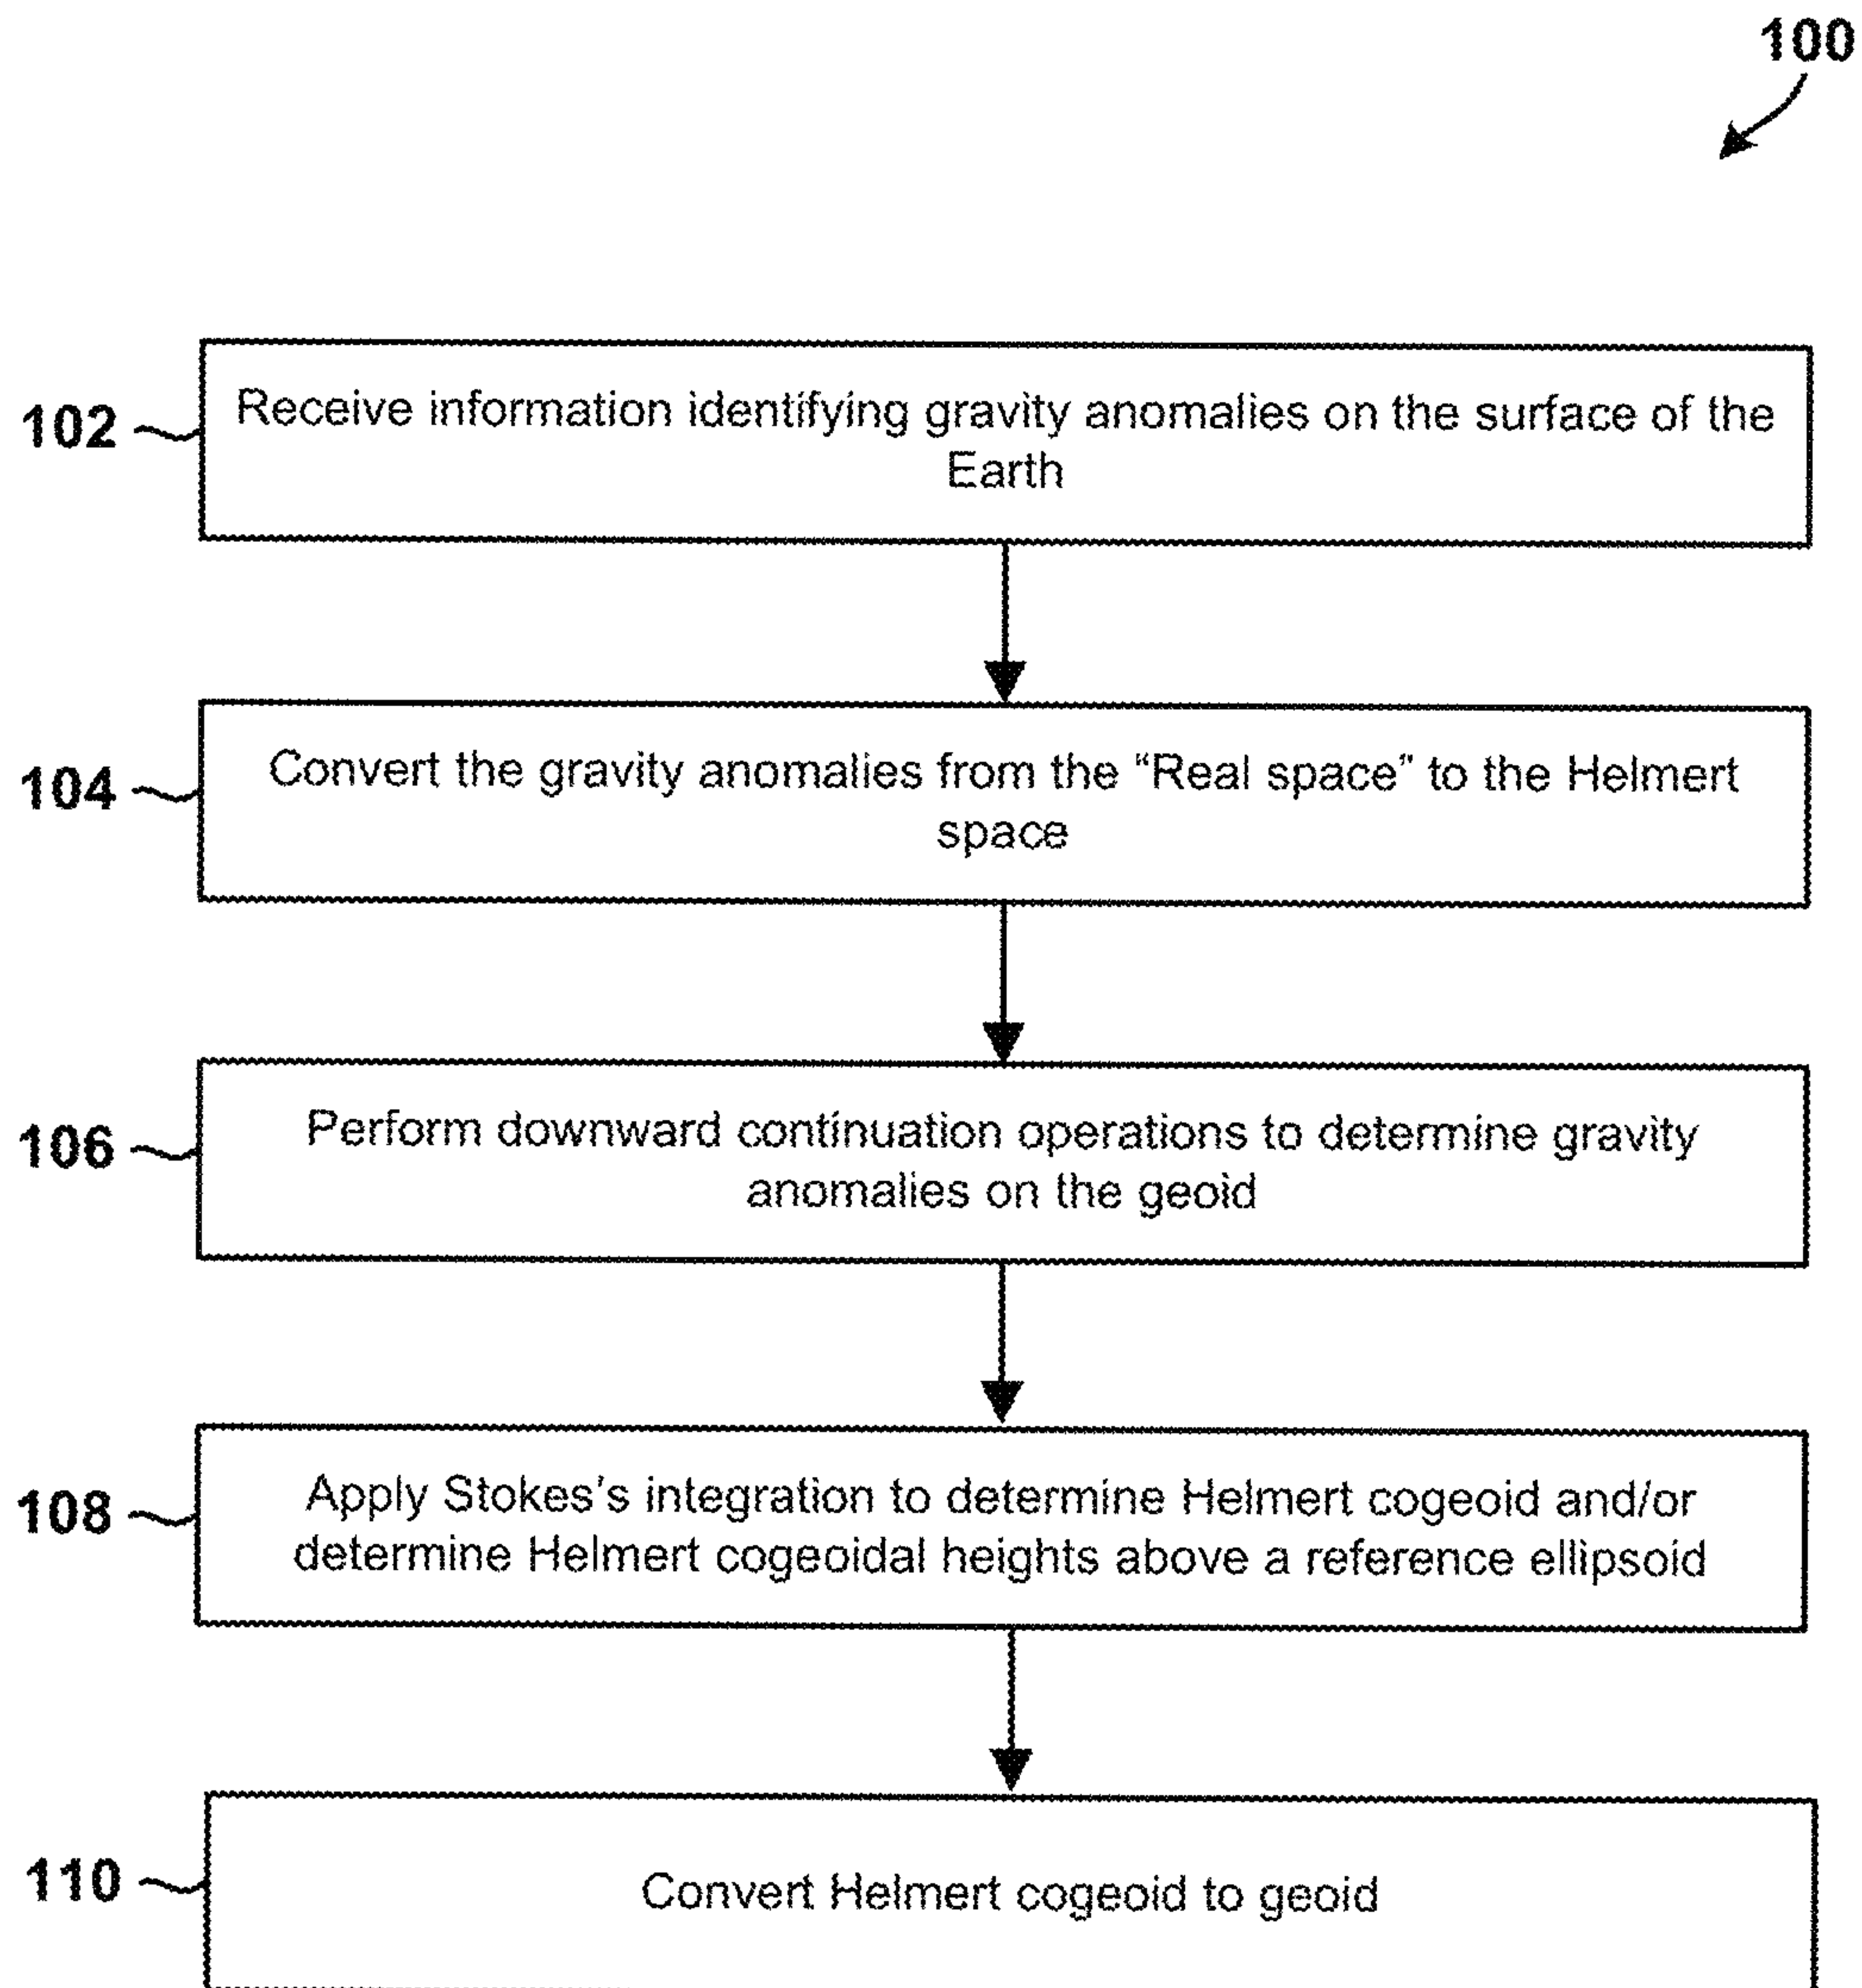 100
102
Receive information identifying gravity anomalies on the surface of the
Earth
104
Convert the gravity anomalies from the “Real space” to the Helmert
space
106
Perform downward continuation operations to determine gravity
anomalies on the geoid
108
Apply Stokes’s integration to determine Helmert cogeoid and/or
determine Helmert cogeoidal heights above a reference ellipsoid
110
Convert Helmert cogeoid to geoid